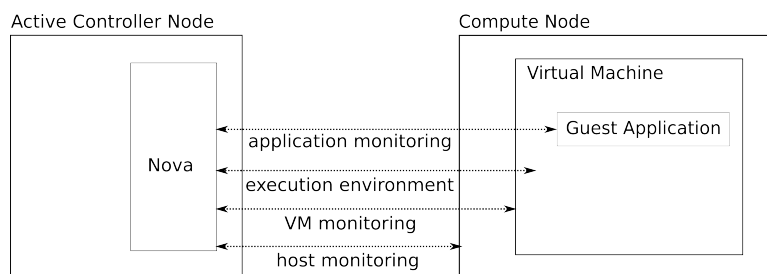 Active Controller Node
Compute Node
Virtual Machine
Guest Application
application monitoring
Nova
execution environment
VM monitoring
host monitoring